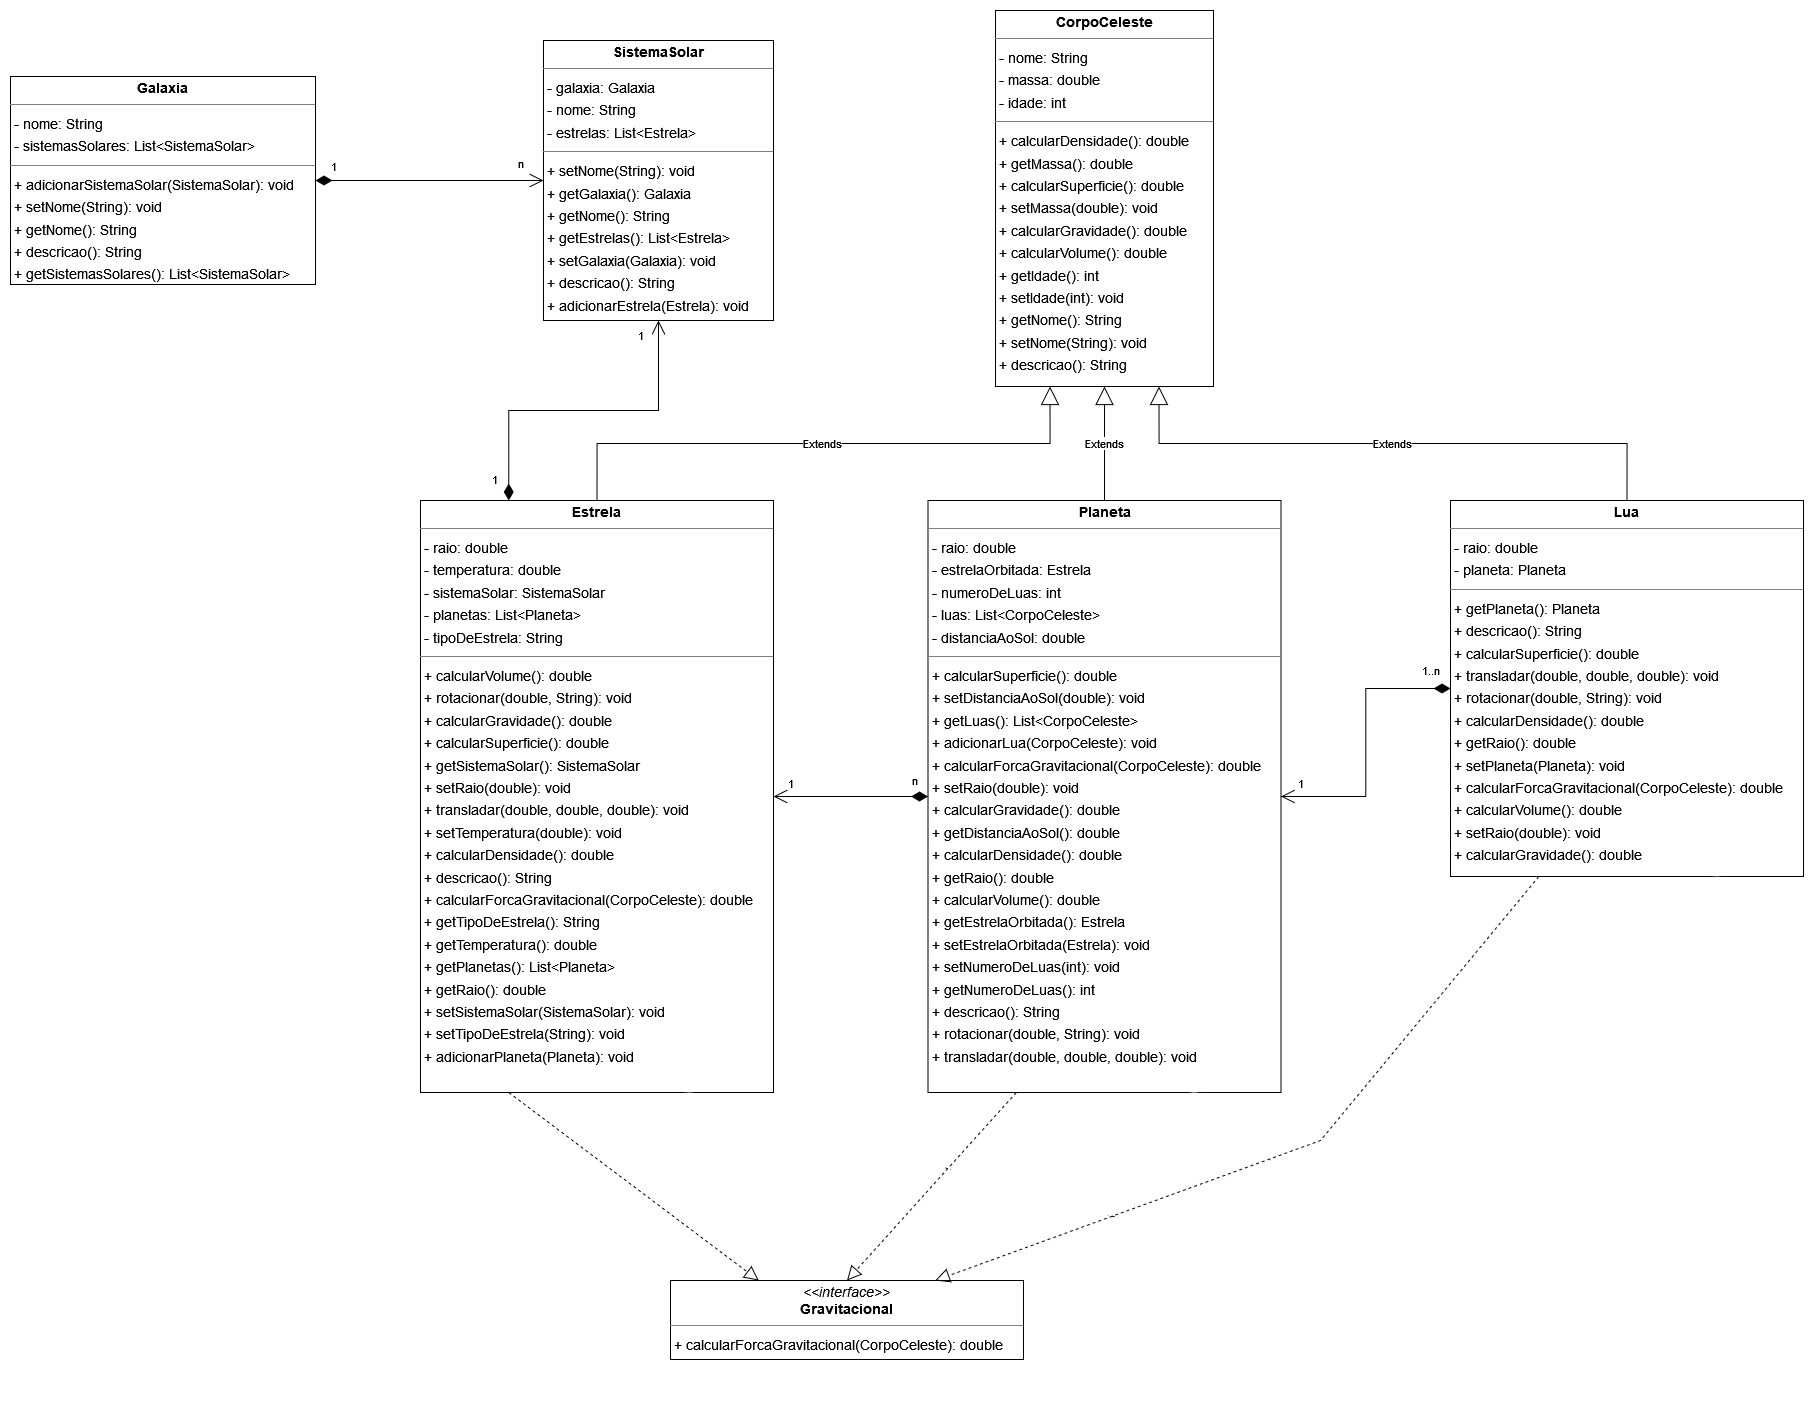 Galaxia
- nome: String
- sistemasSolares: List<SistemaSolar>
+ adicionarSistemaSolar(SistemaSolar): void
+ setNome(String): void
+ getNome(): String
+ descricao(): String
+ getSistemasSolares(): List<SistemaSolar>
1
n
SistemaSolar
- galaxia: Galaxia
- nome: String
- estrelas: List<Estrela>
+ setNome(String): void
+ getGalaxia(): Galaxia
+ getNome(): String
+ getEstrelas(): List<Estrela>
+ setGalaxia(Galaxia): void
+ descricao(): String
+ adicionarEstrela(Estrela): void
1
1
CorpoCeleste
- nome: String
- massa: double
- idade: int
+ calcularDensidade(): double
+ getMassa(): double
+ calcularSuperficie(): double
+ setMassa(double): void
+ calcularGravidade(): double
+ calcularVolume(): double
+ getIdade(): int
+ setIdade(int): void
+ getNome(): String
+ setNome(String): void
+ descricao(): String
Extends
Extends
Extends
Estrela
- raio: double
- temperatura: double
- sistemaSolar: SistemaSolar
- planetas: List<Planeta>
- tipoDeEstrela: String
+ calcularVolume(): double
+ rotacionar(double, String): void
+ calcularGravidade(): double
+ calcularSuperficie(): double
+ getSistemaSolar(): SistemaSolar
+ setRaio(double): void
+ transladar(double, double, double): void
+ setTemperatura(double): void
+ calcularDensidade(): double
+ descricao(): String
+ calcularForcaGravitacional(CorpoCeleste): double
+ getTipoDeEstrela(): String
+ getTemperatura(): double
+ getPlanetas(): List<Planeta>
+ getRaio(): double
+ setSistemaSolar(SistemaSolar): void
+ setTipoDeEstrela(String): void
+ adicionarPlaneta(Planeta): void
1
n
Planeta
- raio: double
- estrelaOrbitada: Estrela
- numeroDeLuas: int
- luas: List<CorpoCeleste>
- distanciaAoSol: double
+ calcularSuperficie(): double
+ setDistanciaAoSol(double): void
+ getLuas(): List<CorpoCeleste>
+ adicionarLua(CorpoCeleste): void
+ calcularForcaGravitacional(CorpoCeleste): double
+ setRaio(double): void
+ calcularGravidade(): double
+ getDistanciaAoSol(): double
+ calcularDensidade(): double
+ getRaio(): double
+ calcularVolume(): double
+ getEstrelaOrbitada(): Estrela
+ setEstrelaOrbitada(Estrela): void
+ setNumeroDeLuas(int): void
+ getNumeroDeLuas(): int
+ descricao(): String
+ rotacionar(double, String): void
+ transladar(double, double, double): void
1
1..n
Lua
- raio: double
- planeta: Planeta
+ getPlaneta(): Planeta
+ descricao(): String
+ calcularSuperficie(): double
+ transladar(double, double, double): void
+ rotacionar(double, String): void
+ calcularDensidade(): double
+ getRaio(): double
+ setPlaneta(Planeta): void
+ calcularForcaGravitacional(CorpoCeleste): double
+ calcularVolume(): double
+ setRaio(double): void
+ calcularGravidade(): double
<<interface>>
Gravitacional
+ calcularForcaGravitacional(CorpoCeleste): double